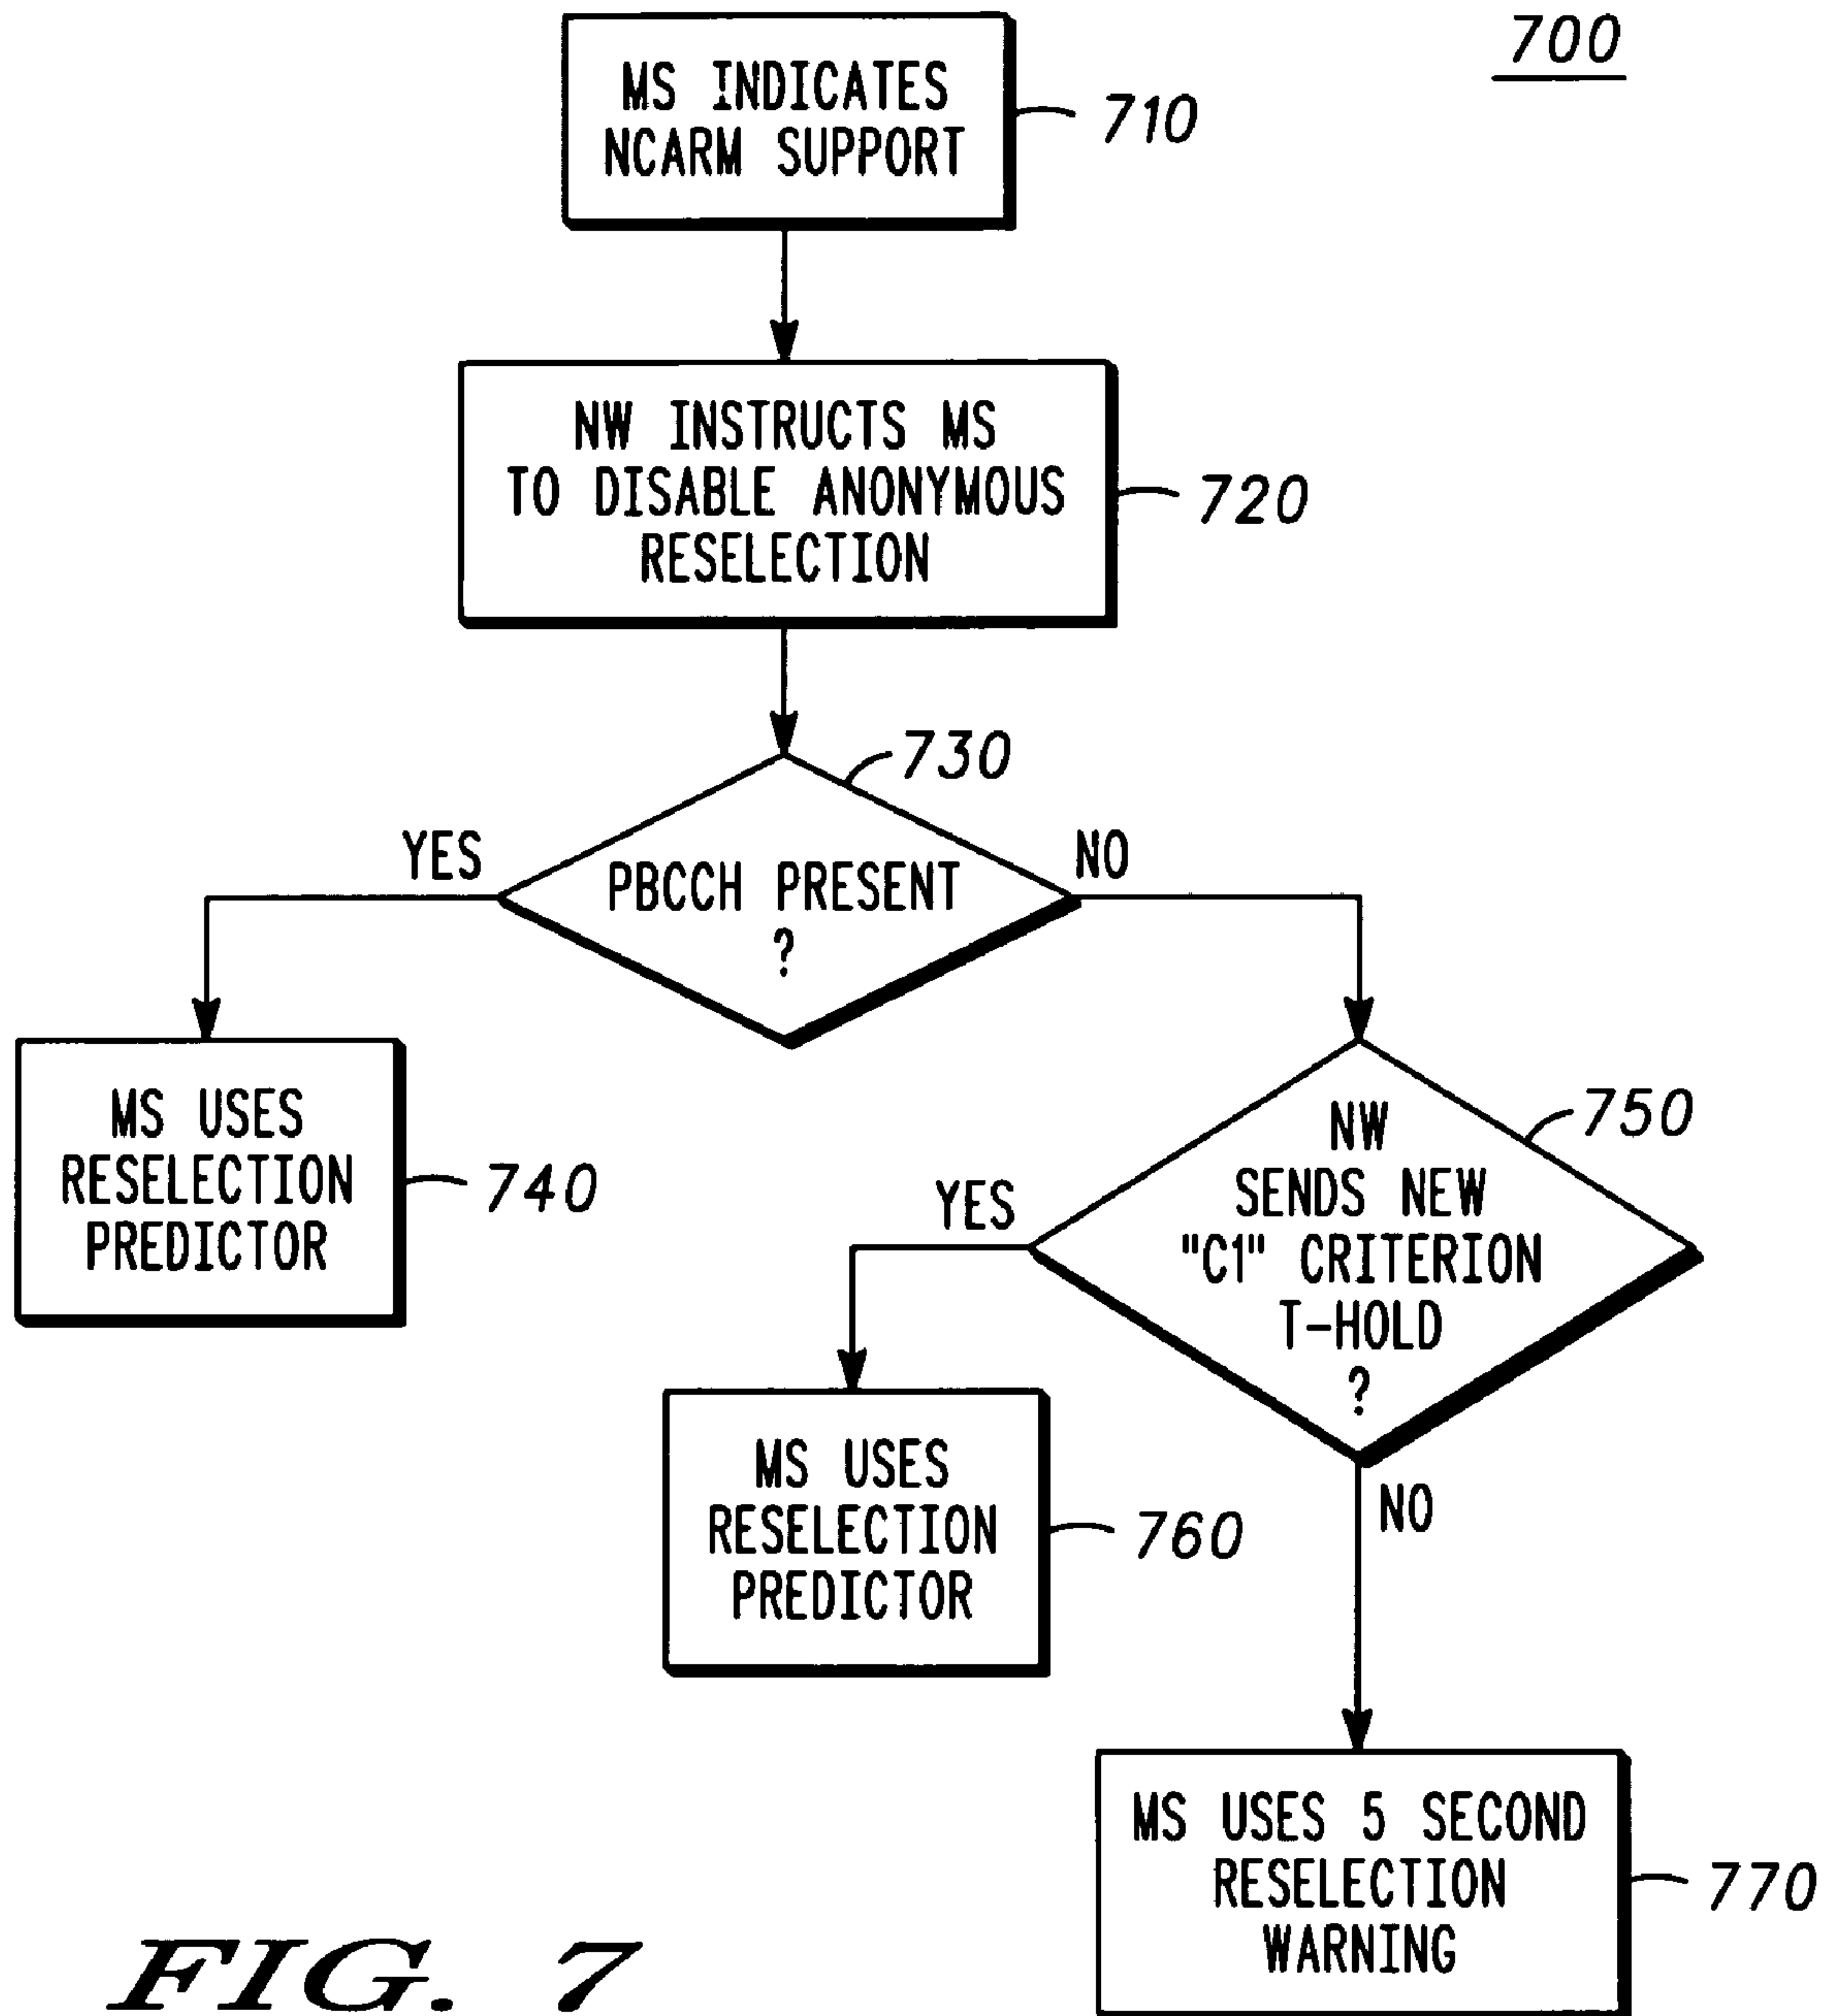 700
MS INDICATES
NCARM SUPPORT
710
NW INSTRUCTS MS
TO DISABLE ANONYMOUS
RESELECTION
720
730
YES
NO
PBCCH PRESENT
?
MS USES
RESELECTION
PREDICTOR
740
750
NW
SENDS NEW
"C1" CRITERION
T-HOLD
?
YES
NO
MS USES
RESELECTION
PREDICTOR
760
MS USES 5 SECOND
RESELECTION
WARNING
770
FIG. 7